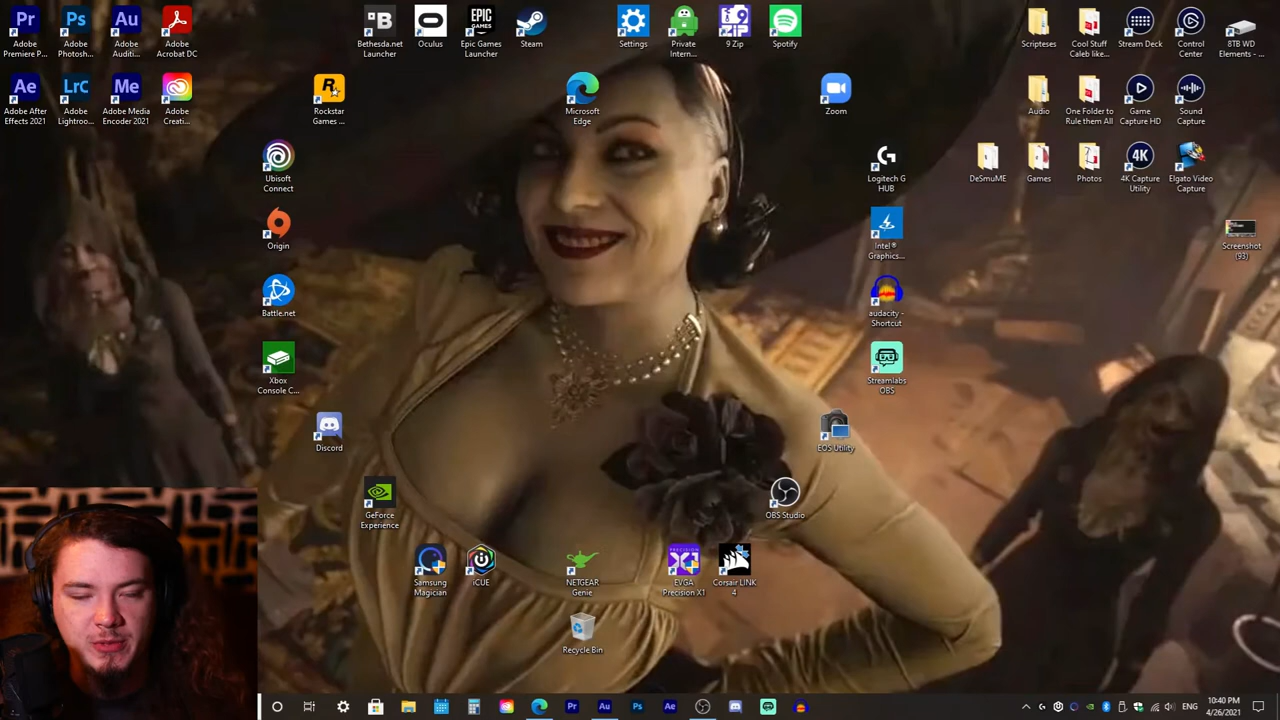 Adobe
Premiere P...
Adobe
Photosh...
Adobe
Auditi...
Adobe
Acrobat DC
Bethesda.net
Launcher
Oculus
Epic Games
Launcher
Steam
Settings
Private
Intern...
9 Zip
Spotify
Scripteses
Cool Stuff
Caleb like...
Stream Deck
Control
Center
8TB WD
Elements - ...
Adobe After
Effects 2021
Adobe
Lightroo...
Adobe Media
Encoder 2021
Adobe
Creati...
Rockstar
Games ...
Microsoft
Edge
Zoom
Audio
One Folder to
Rule them All
Game
Capture HD
Sound
Capture
Ubisoft
Connect
Logitech G
HUB
DeSmuME
Games
Photos
4K Capture
Utility
Elgato Video
Capture
Origin
Intel®
Graphics...
Screenshot
(93)
Battle.net
audacity -
Shortcut
Xbox
Console C...
Streamlabs
OBS
Discord
EOS Utility
GeForce
Experience
OBS Studio
Samsung
Magician
iCUE
NETGEAR
Genie
EVGA
Precision X1
Corsair LINK
4
Recycle Bin
ENG
10:40 PM
4/26/2021